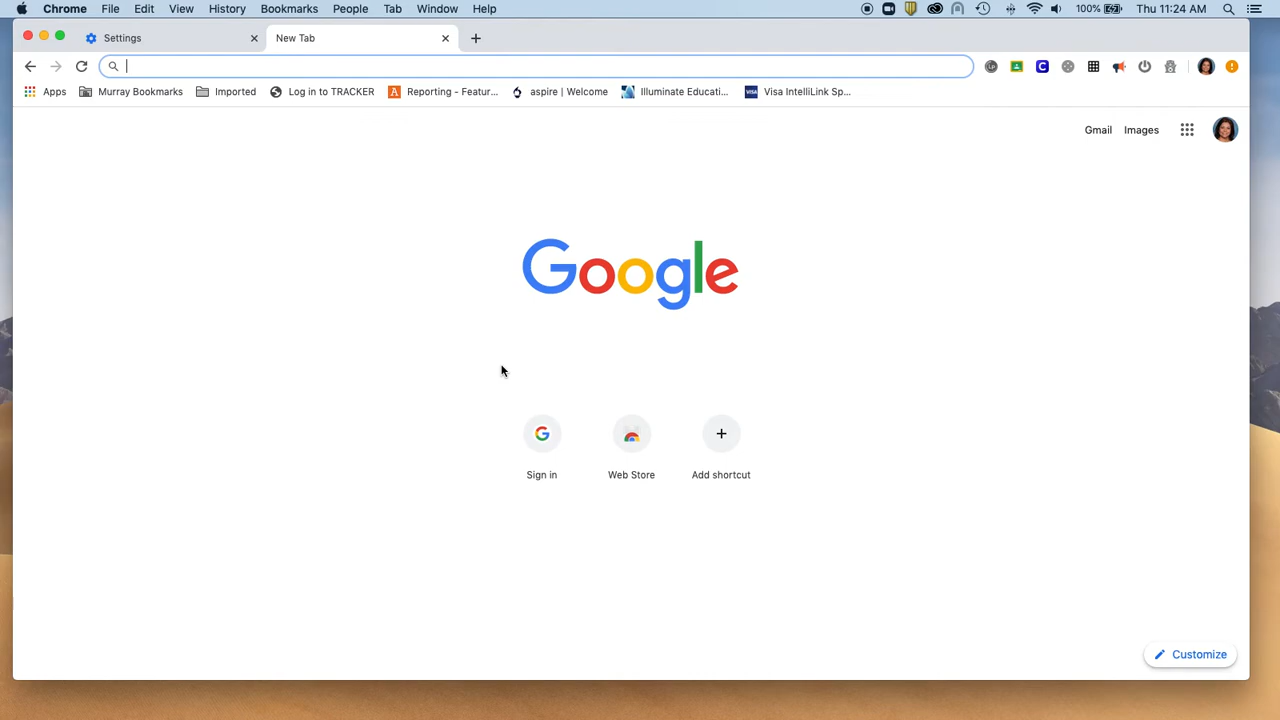 Chrome File Edit View History Bookmarks People Tab Window Help 100% Thu 11:24 AM
Settings New Tab
Apps Murray Bookmarks Imported Log in to TRACKER Reporting - Featur... aspire | Welcome Illuminate Educati... Visa IntelliLink Sp...
Gmail Images
Google
Sign in Web Store Add shortcut
Customize